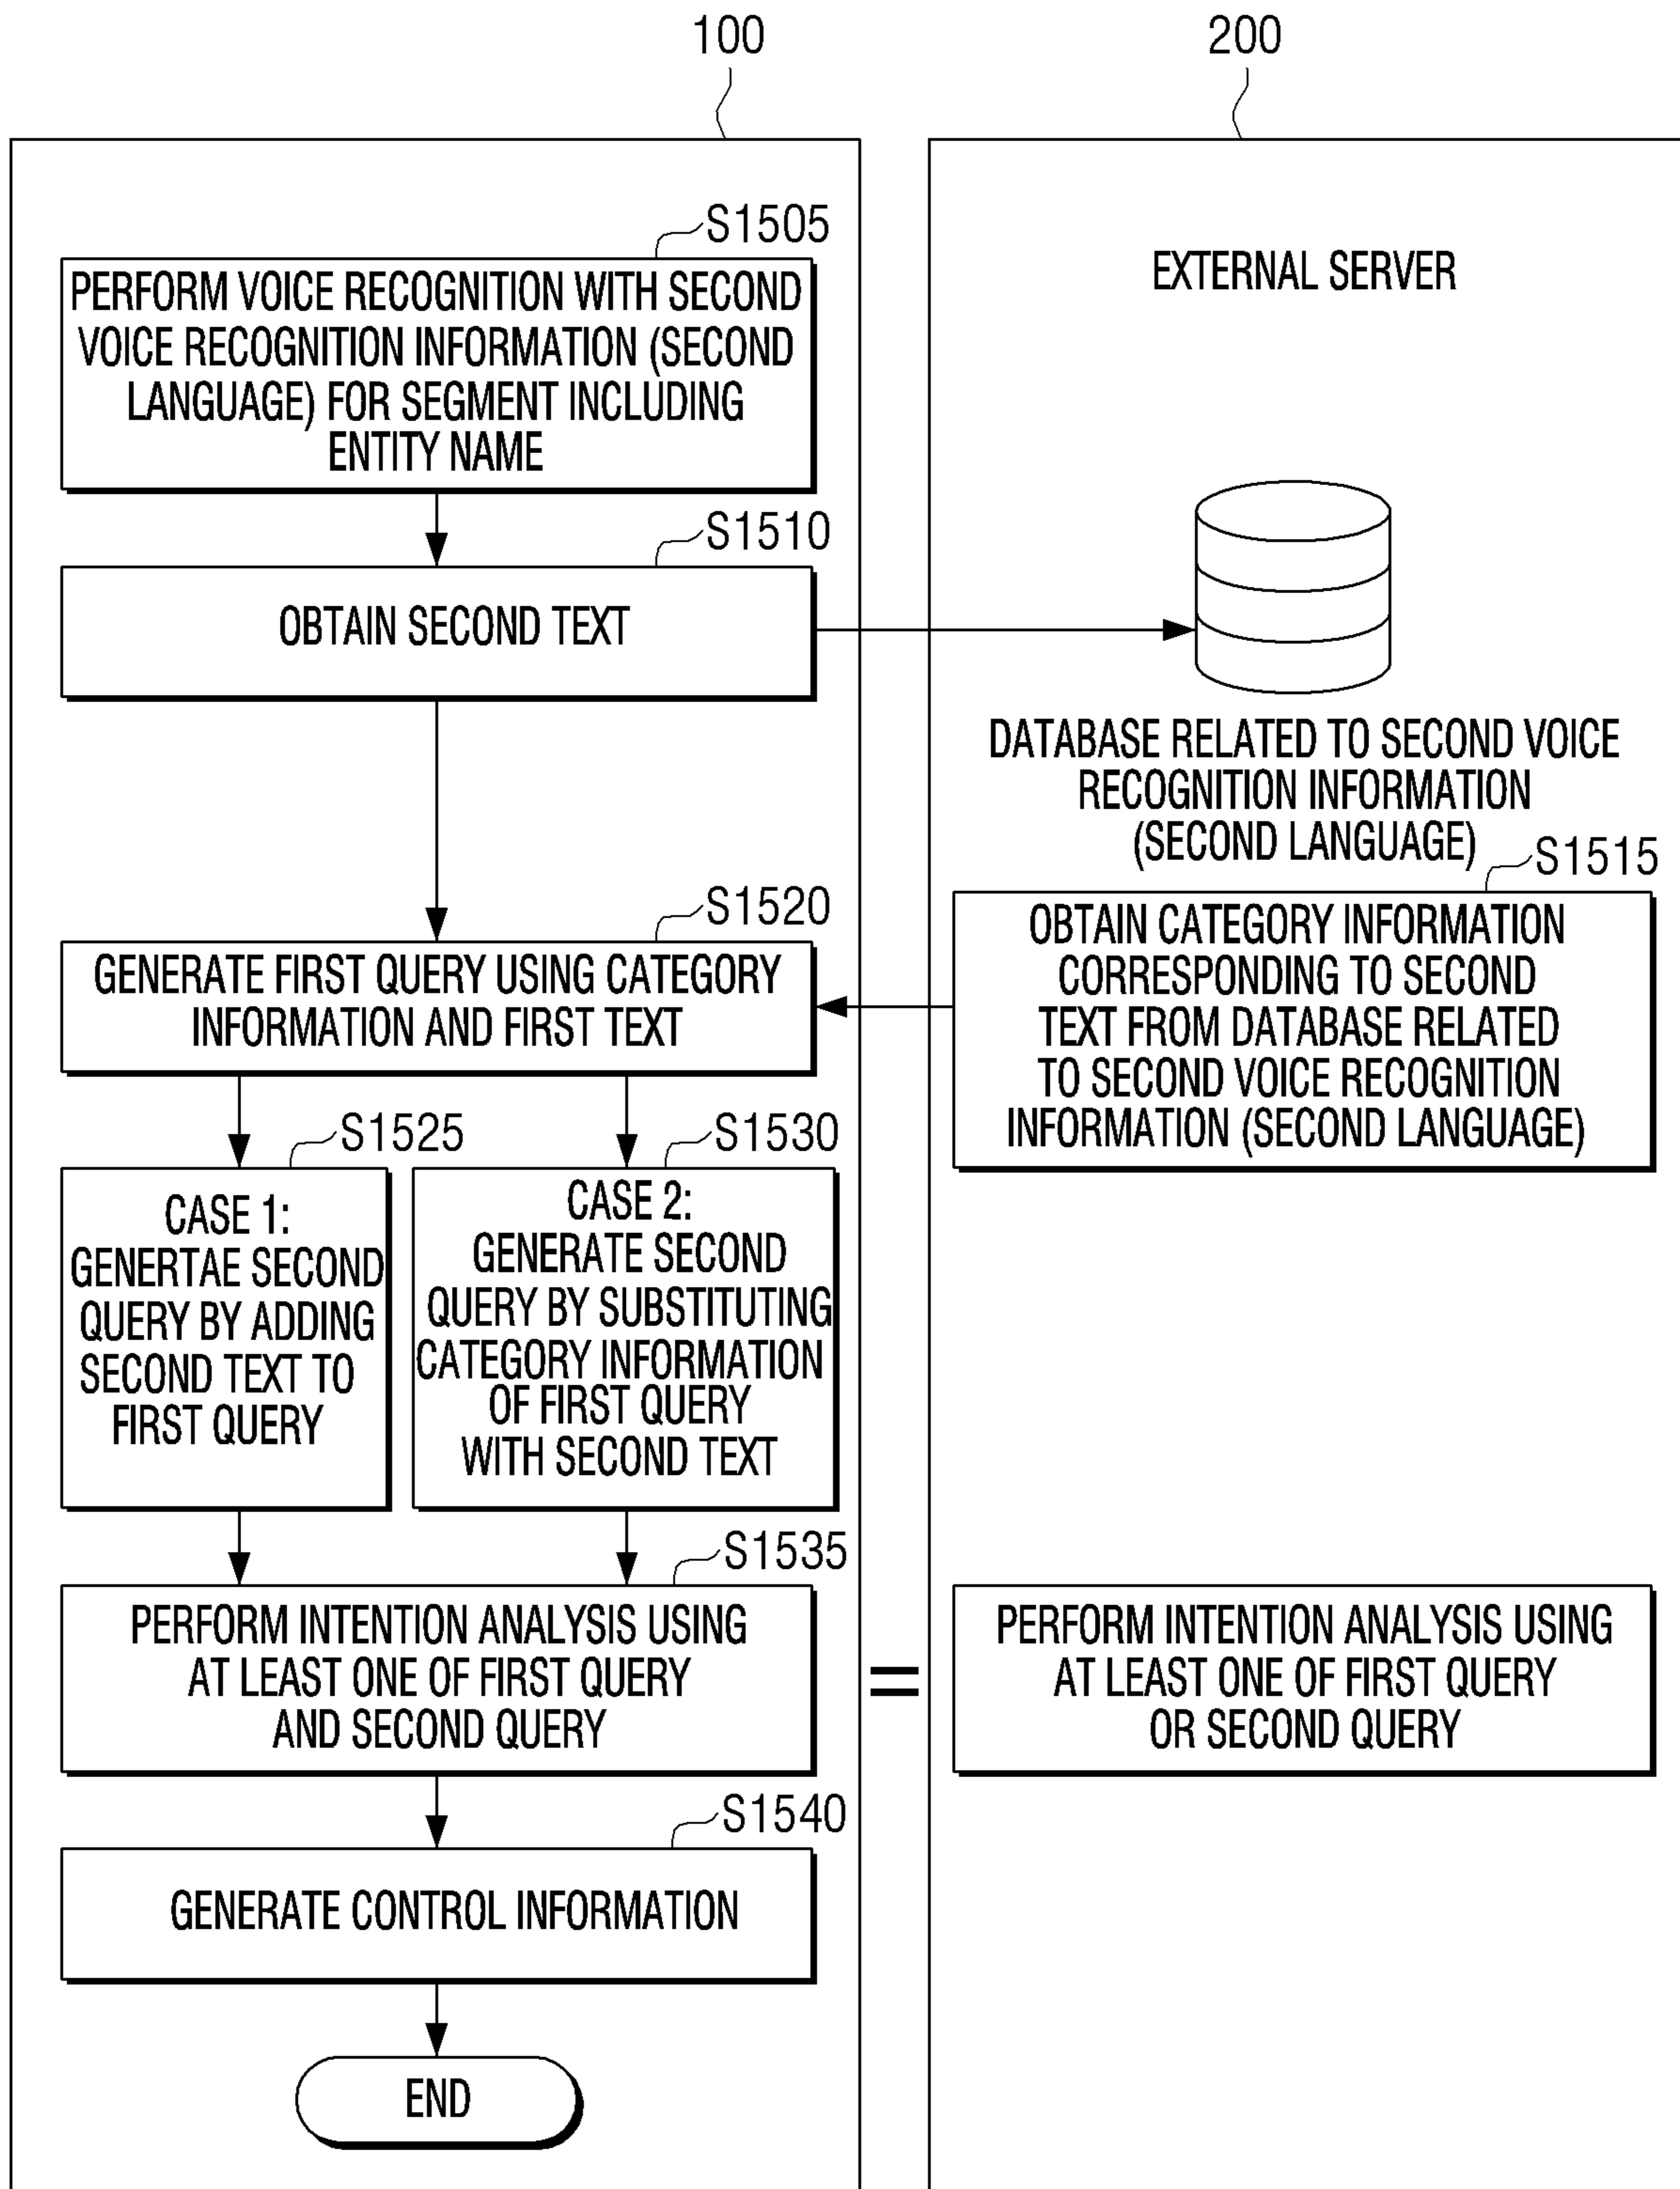 100
200
S1505
PERFORM VOICE RECOGNITION WITH SECOND
VOICE RECOGNITION INFORMATION (SECOND
LANGUAGE) FOR SEGMENT INCLUDING
ENTITY NAME
EXTERNAL SERVER
S1510
OBTAIN SECOND TEXT
DATABASE RELATED TO SECOND VOICE
RECOGNITION INFORMATION
(SECOND LANGUAGE)
S1515
OBTAIN CATEGORY INFORMATION
CORRESPONDING TO SECOND
TEXT FROM DATABASE RELATED
TO SECOND VOICE RECOGNITION
INFORMATION (SECOND LANGUAGE)
S1520
GENERATE FIRST QUERY USING CATEGORY
INFORMATION AND FIRST TEXT
S1525
CASE 1:
GENERTAE SECOND
QUERY BY ADDING
SECOND TEXT TO
FIRST QUERY
S1530
CASE 2:
GENERATE SECOND
QUERY BY SUBSTITUTING
CATEGORY INFORMATION
OF FIRST QUERY
WITH SECOND TEXT
S1535
PERFORM INTENTION ANALYSIS USING
AT LEAST ONE OF FIRST QUERY
AND SECOND QUERY
=
PERFORM INTENTION ANALYSIS USING
AT LEAST ONE OF FIRST QUERY
OR SECOND QUERY
S1540
GENERATE CONTROL INFORMATION
END